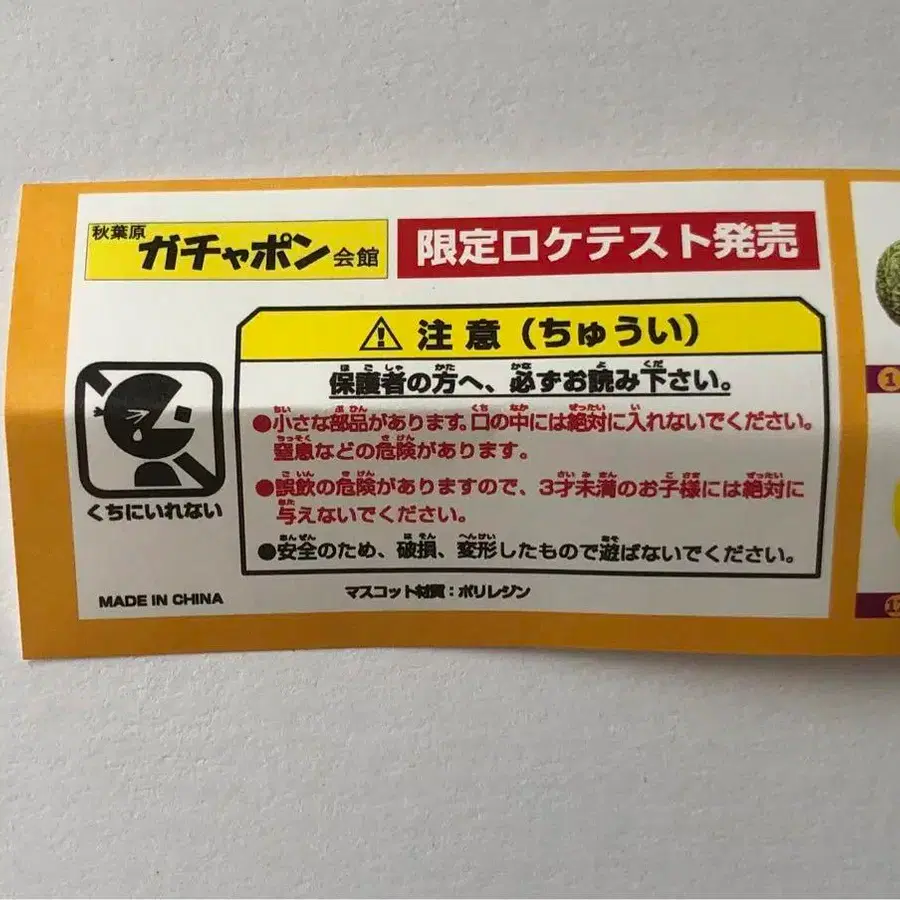 秋葉原
ガチャポン会館
限定ロケテスト発売
注意(ちゅうい)
保護者の方へ、必ずお読み下さい。
●小さな部品があります。口の中には絶対に入れないでください。
窒息などの危険があります。
●誤飲の危険がありますので、3才未満のお子様には絶対に
与えないでください。
●安全のため、破損、変形したもので遊ばないでください。
くちにいれない
MADE IN CHINA
マスコット材質:ポリレジン